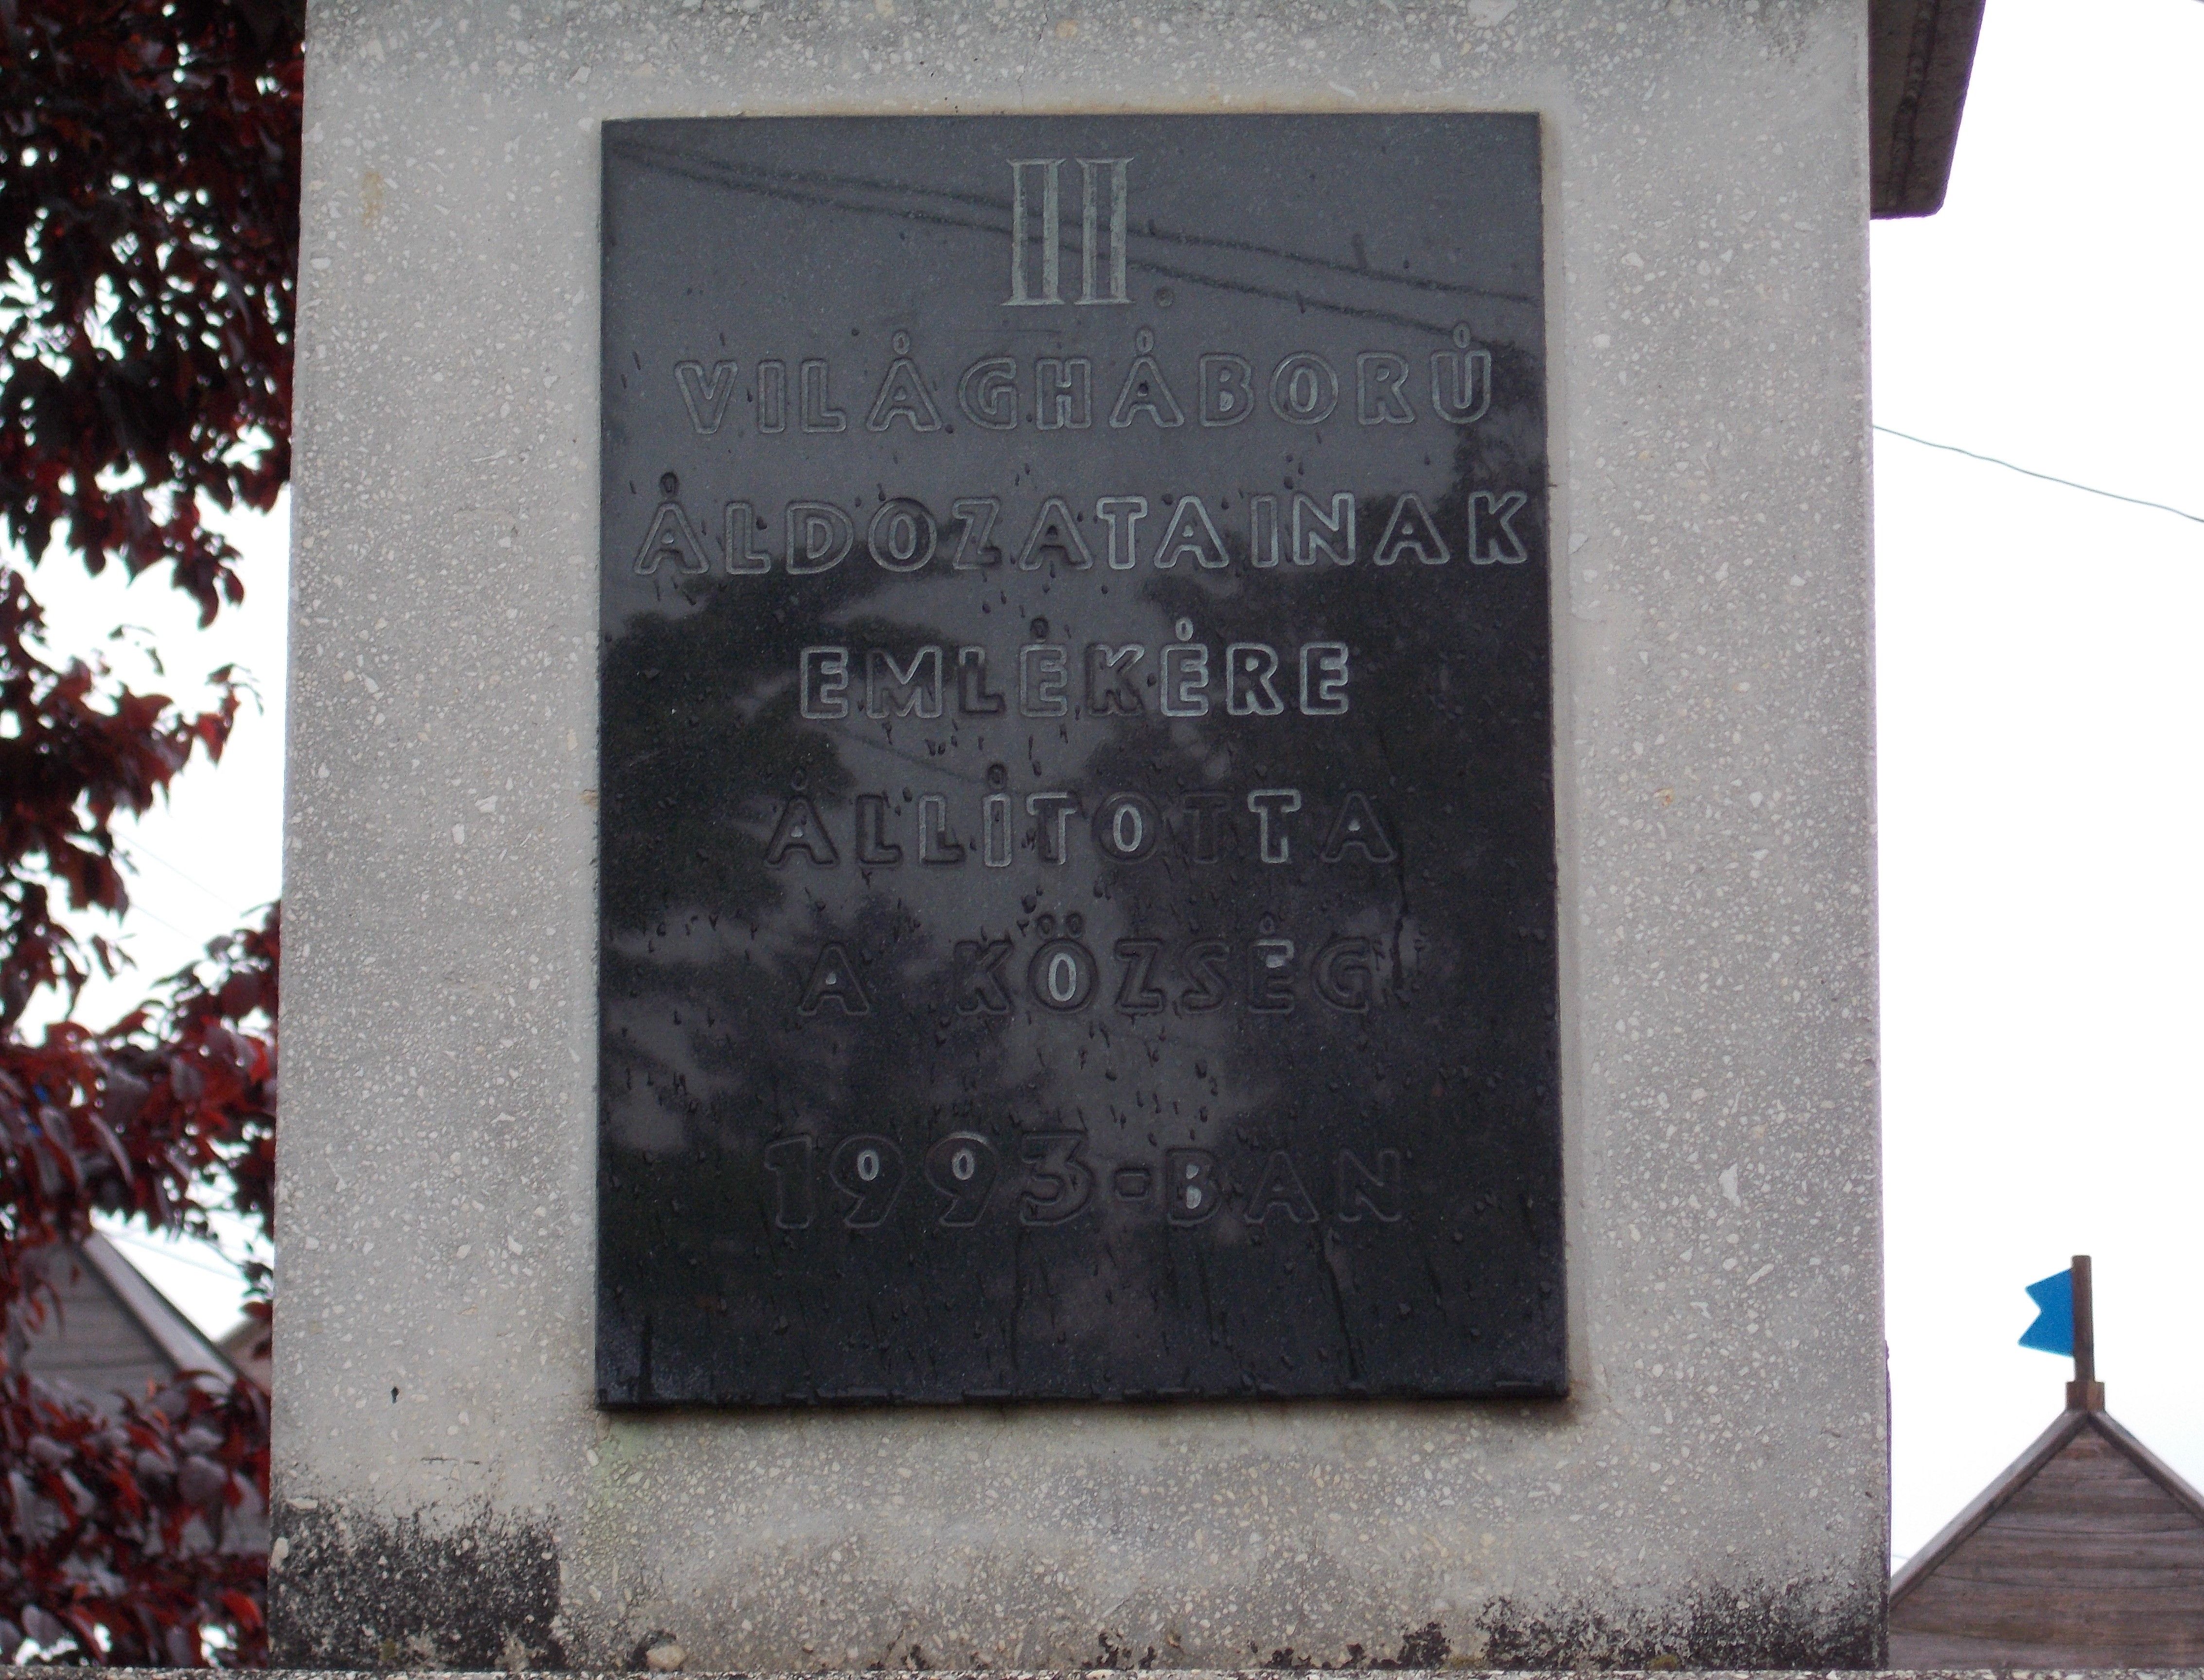 II.
VILÁGHÁBORÚ
ÁLDOZATAINAK
EMLÉKÉRE
ÁLLÍTOTTA
A KÖZSÉG
1993-BAN